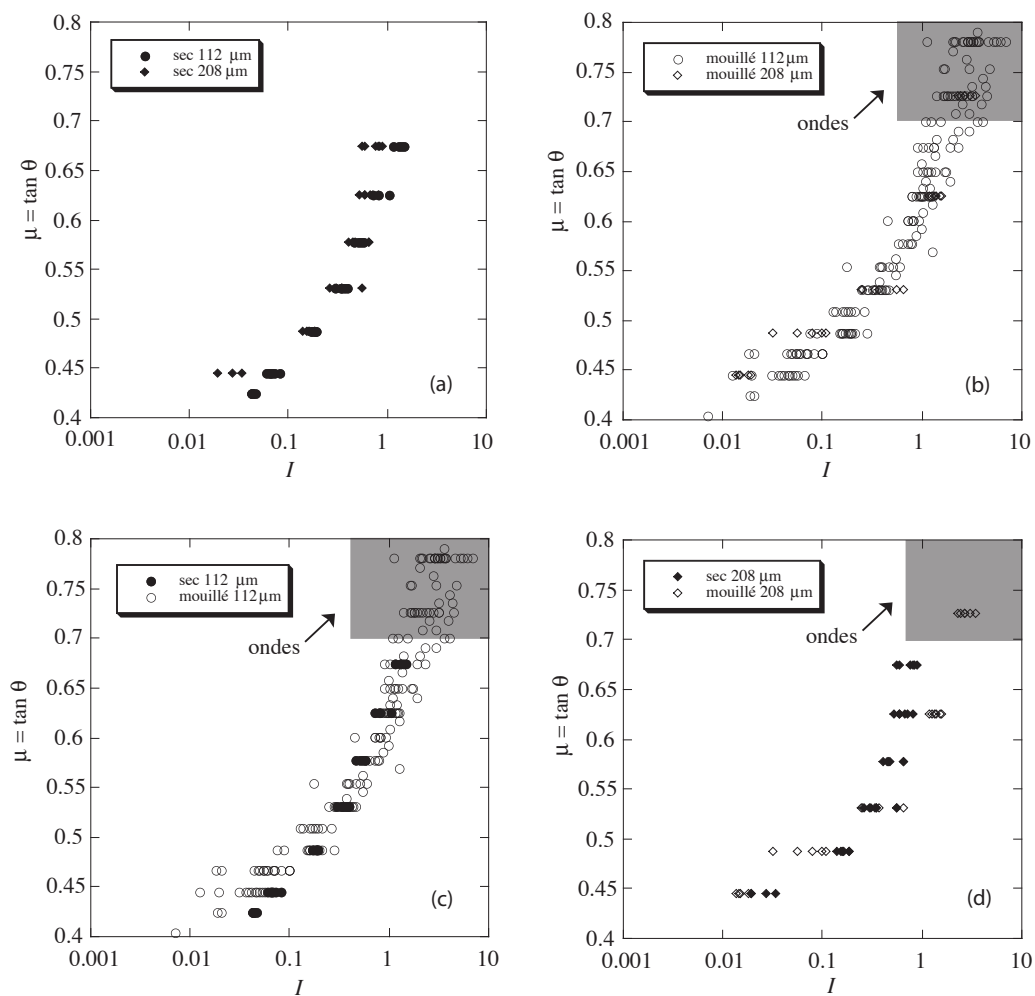 0.8
0.75
0.7
0.65
0.6
0.55
0.5
0.45
0.4
μ = tan θ
sec 112 μm
sec 208 μm
(a)
0.001
0.01
0.1
1
10
I
0.8
0.75
0.7
0.65
0.6
0.55
0.5
0.45
0.4
μ = tan θ
mouillé 112μm
mouillé 208 μm
ondes
(b)
0.001
0.01
0.1
1
10
I
0.8
0.75
0.7
0.65
0.6
0.55
0.5
0.45
0.4
μ = tan θ
sec 112 μm
mouillé 112μm
ondes
(c)
0.001
0.01
0.1
1
10
I
0.8
0.75
0.7
0.65
0.6
0.55
0.5
0.45
0.4
μ = tan θ
sec 208 μm
mouillé 208 μm
ondes
(d)
0.001
0.01
0.1
1
10
I